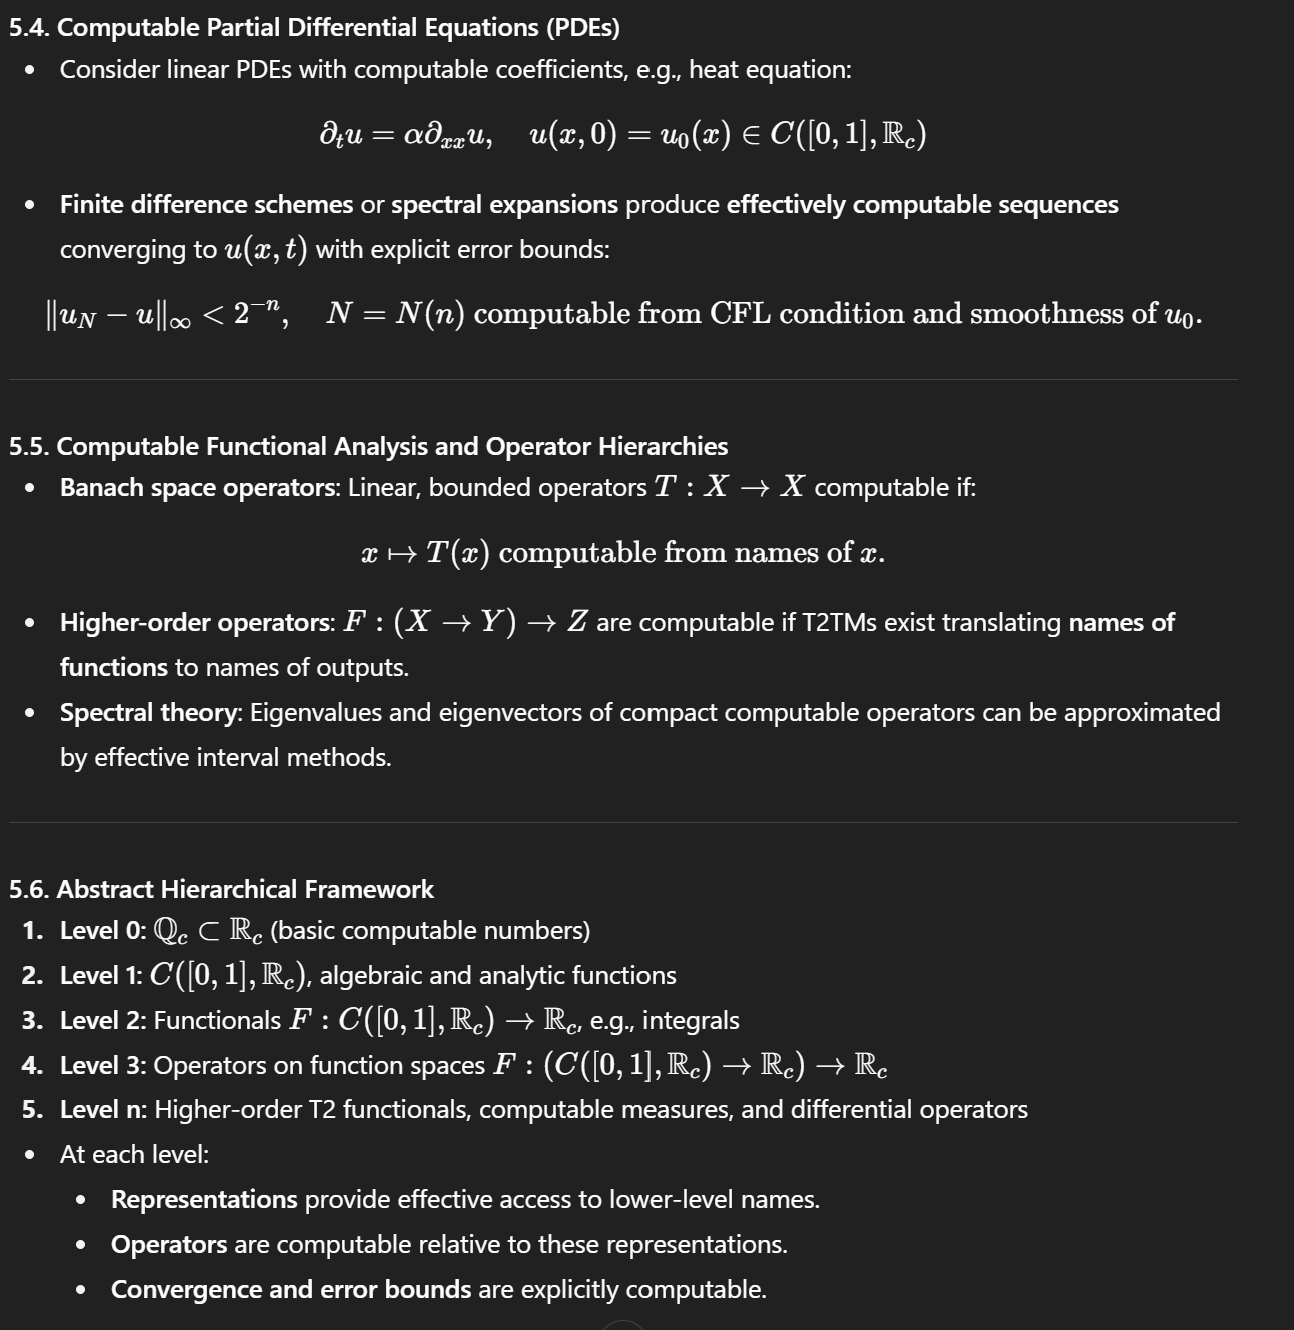 5.4. Computable Partial Differential Equations (PDEs)
• Consider linear PDEs with computable coefficients, e.g., heat equation:
∂ₜu = α∂ₓₓu, u(x, 0) = u₀(x) ∈ C([0, 1], ℝ_c)
• Finite difference schemes or spectral expansions produce effectively computable sequences
converging to u(x, t) with explicit error bounds:
‖u_N − u‖_∞ < 2⁻ⁿ, N = N(n) computable from CFL condition and smoothness of u₀.
5.5. Computable Functional Analysis and Operator Hierarchies
• Banach space operators: Linear, bounded operators T : X → X computable if:
x ↦ T(x) computable from names of x.
• Higher-order operators: F : (X → Y) → Z are computable if T2TMs exist translating names of
functions to names of outputs.
• Spectral theory: Eigenvalues and eigenvectors of compact computable operators can be approximated
by effective interval methods.
5.6. Abstract Hierarchical Framework
1. Level 0: ℚ_c ⊂ ℝ_c (basic computable numbers)
2. Level 1: C([0, 1], ℝ_c), algebraic and analytic functions
3. Level 2: Functionals F : C([0, 1], ℝ_c) → ℝ_c, e.g., integrals
4. Level 3: Operators on function spaces F : (C([0, 1], ℝ_c) → ℝ_c) → ℝ_c
5. Level n: Higher-order T2 functionals, computable measures, and differential operators
• At each level:
• Representations provide effective access to lower-level names.
• Operators are computable relative to these representations.
• Convergence and error bounds are explicitly computable.